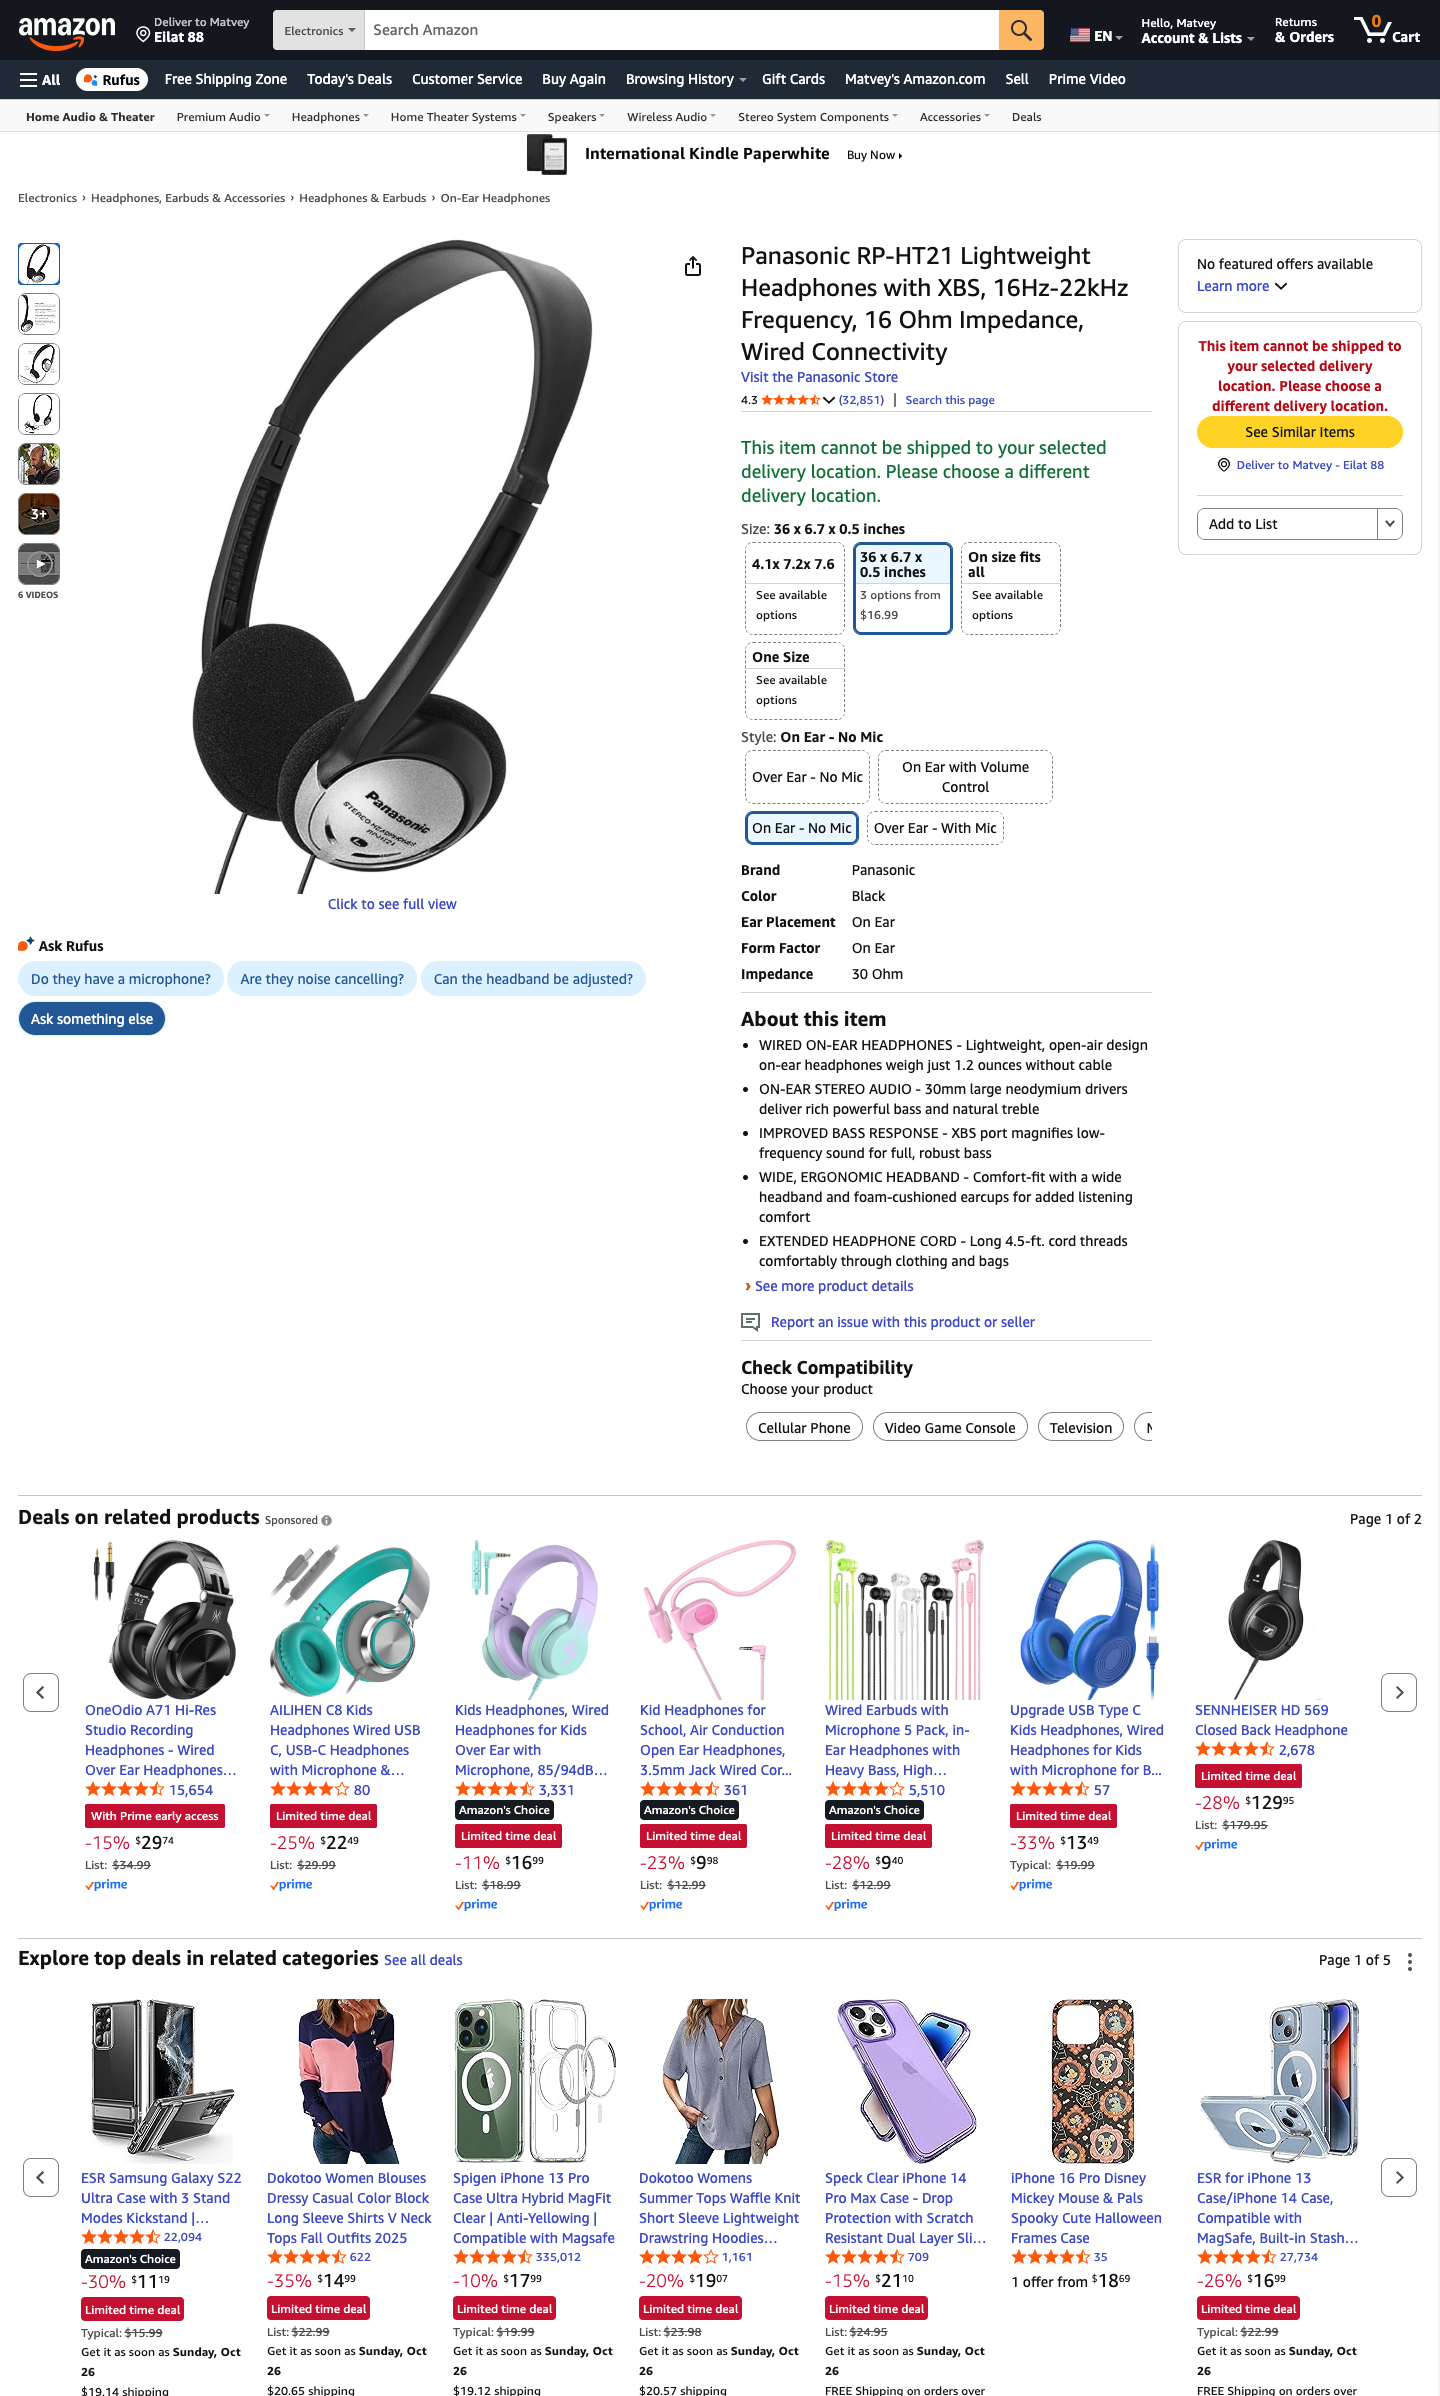 amazon
Deliver to Matvey
Eilat 88
Electronics
Search Amazon
EN
Hello, Matvey
Account & Lists
Returns
& Orders
0
Cart
All
Rufus
Free Shipping Zone
Today's Deals
Customer Service
Buy Again
Browsing History
Gift Cards
Matvey's Amazon.com
Sell
Prime Video
Home Audio & Theater
Premium Audio
Headphones
Home Theater Systems
Speakers
Wireless Audio
Stereo System Components
Accessories
Deals
International Kindle Paperwhite
Buy Now
Electronics › Headphones, Earbuds & Accessories › Headphones & Earbuds › On-Ear Headphones
3+
6 VIDEOS
Panasonic
STEREO HEADPHONES
RP-HT21
L
Click to see full view
Ask Rufus
Do they have a microphone?
Are they noise cancelling?
Can the headband be adjusted?
Ask something else
Panasonic RP-HT21 Lightweight
Headphones with XBS, 16Hz-22kHz
Frequency, 16 Ohm Impedance,
Wired Connectivity
Visit the Panasonic Store
4.3
(32,851) | Search this page
This item cannot be shipped to your selected
delivery location. Please choose a different
delivery location.
Size: 36 x 6.7 x 0.5 inches
4.1x 7.2x 7.6
See available
options
36 x 6.7 x
0.5 inches
3 options from
$16.99
On size fits
all
See available
options
One Size
See available
options
Style: On Ear - No Mic
Over Ear - No Mic
On Ear with Volume
Control
On Ear - No Mic
Over Ear - With Mic
Brand Panasonic
Color Black
Ear Placement On Ear
Form Factor On Ear
Impedance 30 Ohm
About this item
• WIRED ON-EAR HEADPHONES - Lightweight, open-air design
on-ear headphones weigh just 1.2 ounces without cable
• ON-EAR STEREO AUDIO - 30mm large neodymium drivers
deliver rich powerful bass and natural treble
• IMPROVED BASS RESPONSE - XBS port magnifies low-
frequency sound for full, robust bass
• WIDE, ERGONOMIC HEADBAND - Comfort-fit with a wide
headband and foam-cushioned earcups for added listening
comfort
• EXTENDED HEADPHONE CORD - Long 4.5-ft. cord threads
comfortably through clothing and bags
› See more product details
Report an issue with this product or seller
Check Compatibility
Choose your product
Cellular Phone
Video Game Console
Television
No featured offers available
Learn more
This item cannot be shipped to
your selected delivery
location. Please choose a
different delivery location.
See Similar Items
Deliver to Matvey - Eilat 88
Add to List
Deals on related products Sponsored
Page 1 of 2
OneOdio A71 Hi-Res
Studio Recording
Headphones - Wired
Over Ear Headphones...
15,654
With Prime early access
-15% $29.74
List: $34.99
prime
AILIHEN C8 Kids
Headphones Wired USB
C, USB-C Headphones
with Microphone &...
80
Limited time deal
-25% $22.49
List: $29.99
prime
Kids Headphones, Wired
Headphones for Kids
Over Ear with
Microphone, 85/94dB...
3,331
Amazon's Choice
Limited time deal
-11% $16.99
List: $18.99
prime
Kid Headphones for
School, Air Conduction
Open Ear Headphones,
3.5mm Jack Wired Cor...
361
Amazon's Choice
Limited time deal
-23% $9.98
List: $12.99
prime
Wired Earbuds with
Microphone 5 Pack, in-
Ear Headphones with
Heavy Bass, High...
5,510
Amazon's Choice
Limited time deal
-28% $9.40
List: $12.99
prime
Upgrade USB Type C
Kids Headphones, Wired
Headphones for Kids
with Microphone for B...
57
Limited time deal
-33% $13.49
Typical: $19.99
prime
SENNHEISER HD 569
Closed Back Headphone
2,678
Limited time deal
-28% $129.95
List: $179.95
prime
Explore top deals in related categories See all deals
Page 1 of 5
ESR Samsung Galaxy S22
Ultra Case with 3 Stand
Modes Kickstand |...
22,094
Amazon's Choice
-30% $11.19
Limited time deal
Typical: $15.99
Get it as soon as Sunday, Oct
26
$19.14 shipping
Dokotoo Women Blouses
Dressy Casual Color Block
Long Sleeve Shirts V Neck
Tops Fall Outfits 2025
622
-35% $14.99
Limited time deal
List: $22.99
Get it as soon as Sunday, Oct
26
$20.65 shipping
Spigen iPhone 13 Pro
Case Ultra Hybrid MagFit
Clear | Anti-Yellowing |
Compatible with Magsafe
335,012
-10% $17.99
Limited time deal
Typical: $19.99
Get it as soon as Sunday, Oct
26
$19.12 shipping
Dokotoo Womens
Summer Tops Waffle Knit
Short Sleeve Lightweight
Drawstring Hoodies...
1,161
-20% $19.07
Limited time deal
List: $23.98
Get it as soon as Sunday, Oct
26
$20.57 shipping
Speck Clear iPhone 14
Pro Max Case - Drop
Protection with Scratch
Resistant Dual Layer Sli...
709
-15% $21.10
Limited time deal
List: $24.95
Get it as soon as Sunday, Oct
26
FREE Shipping on orders over
iPhone 16 Pro Disney
Mickey Mouse & Pals
Spooky Cute Halloween
Frames Case
35
1 offer from $18.69
ESR for iPhone 13
Case/iPhone 14 Case,
Compatible with
MagSafe, Built-in Stash...
27,734
-26% $16.99
Limited time deal
Typical: $22.99
Get it as soon as Sunday, Oct
26
FREE Shipping on orders over